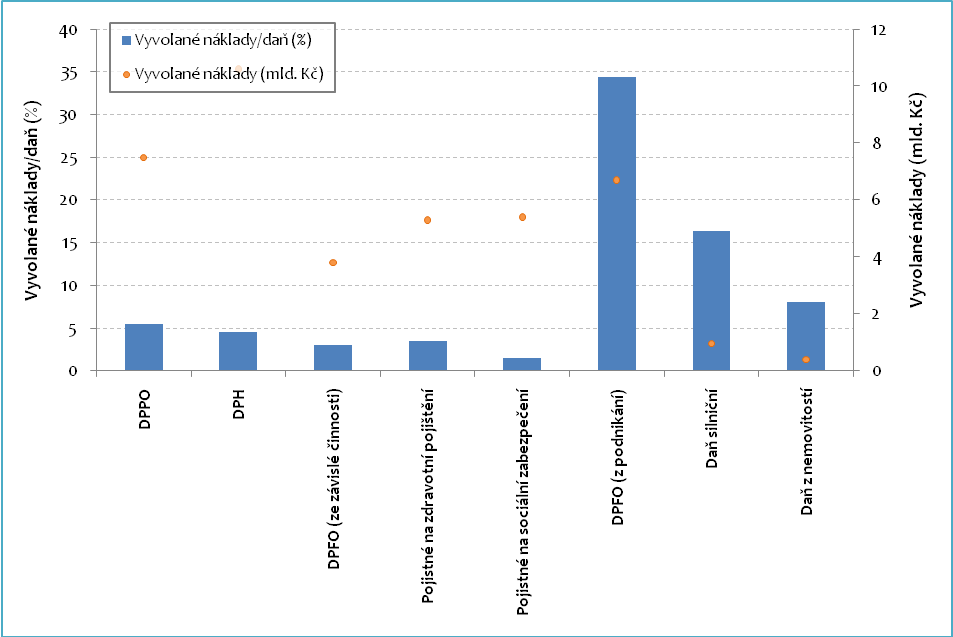 Vyvolané náklady/daň (%)
Vyvolané náklady (mld. Kč)
Vyvolané náklady/daň (%)
40
35
30
25
20
15
10
5
0
12
10
8
6
4
2
0
Vyvolané náklady (mld. Kč)
DPPO
DPH
DPFO (ze závislé činnosti)
Pojistné na zdravotní pojištění
Pojistné na sociální zabezpečení
DPFO (z podnikání)
Daň silniční
Daň z nemovitostí